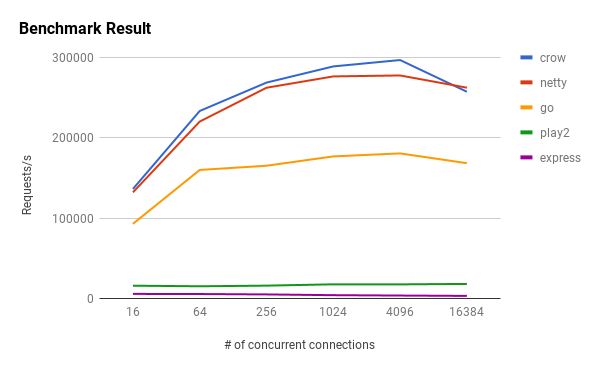 Benchmark Result
300000
200000
100000
0
Requests/s
16 64 256 1024 4096 16384
# of concurrent connections
crow
netty
go
play2
express